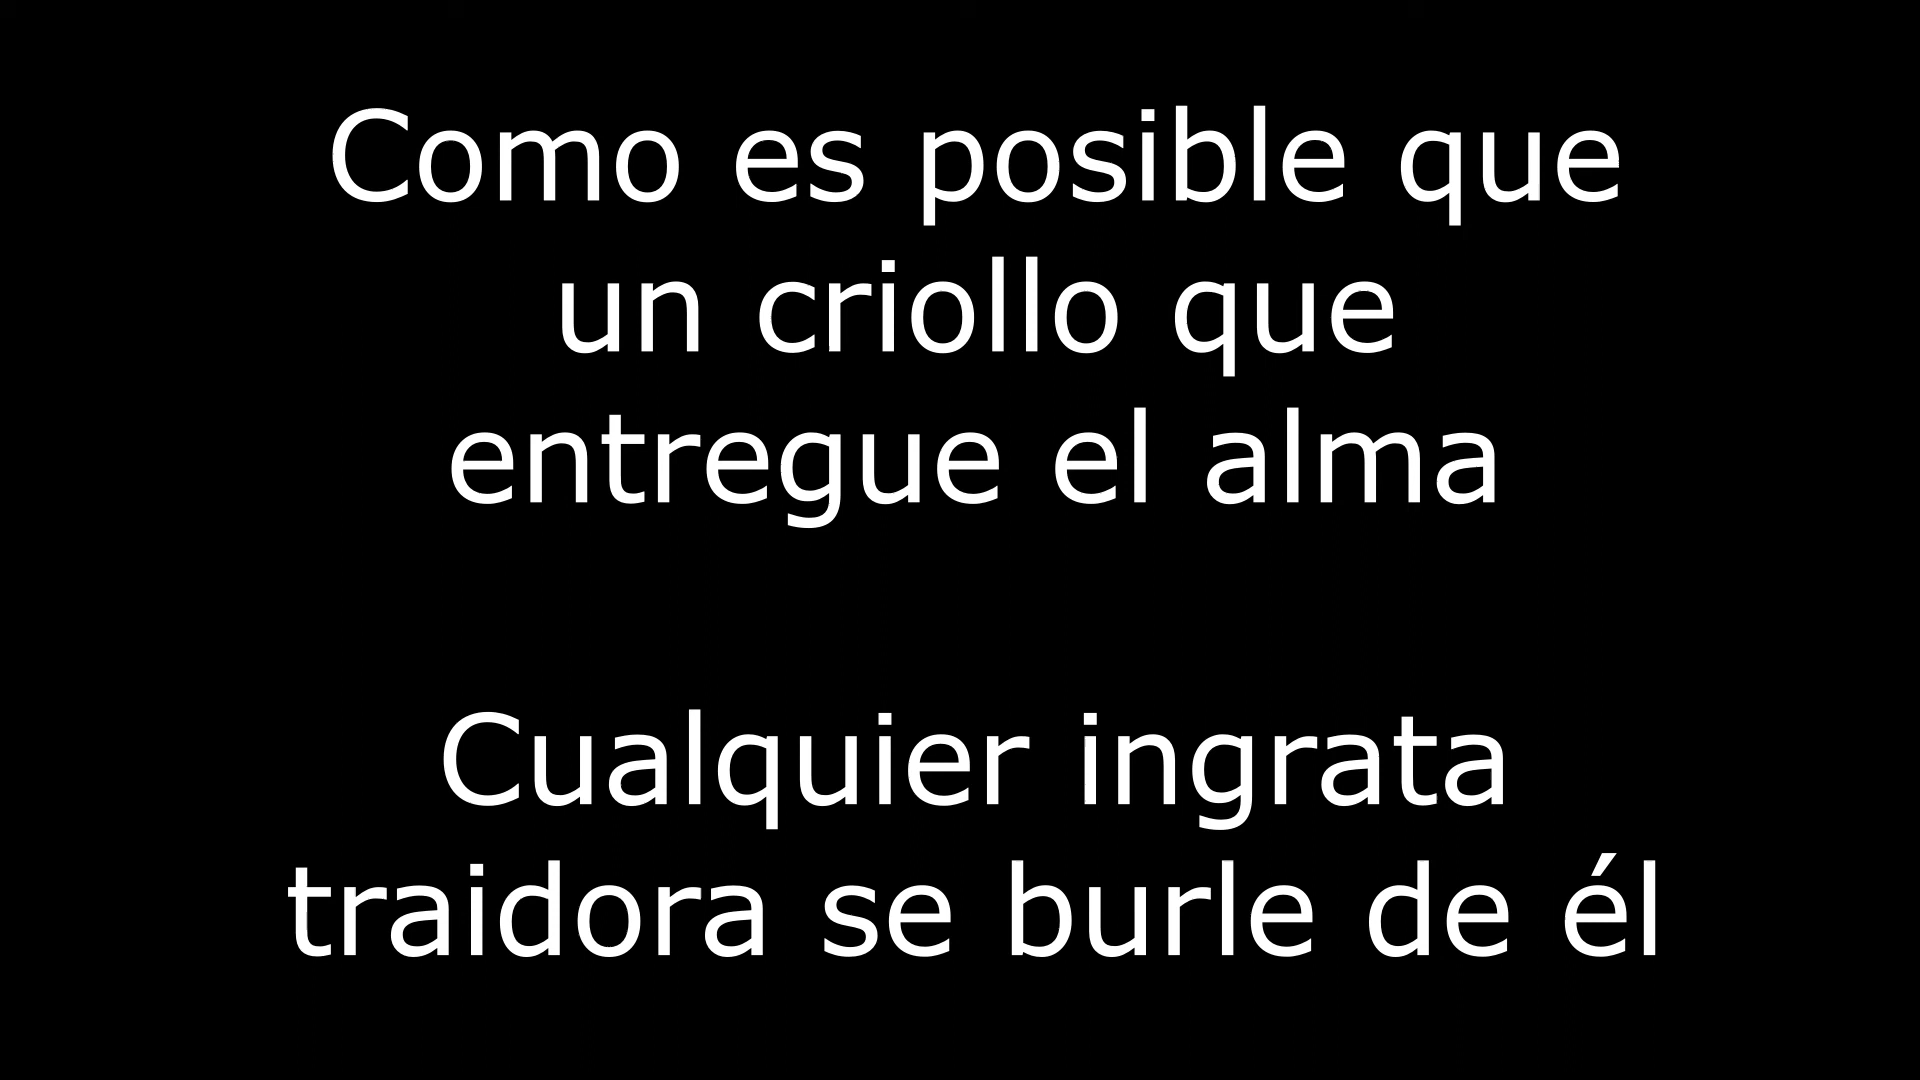 Como es posible que
un criollo que
entregue el alma
Cualquier ingrata
traidora se burle de él